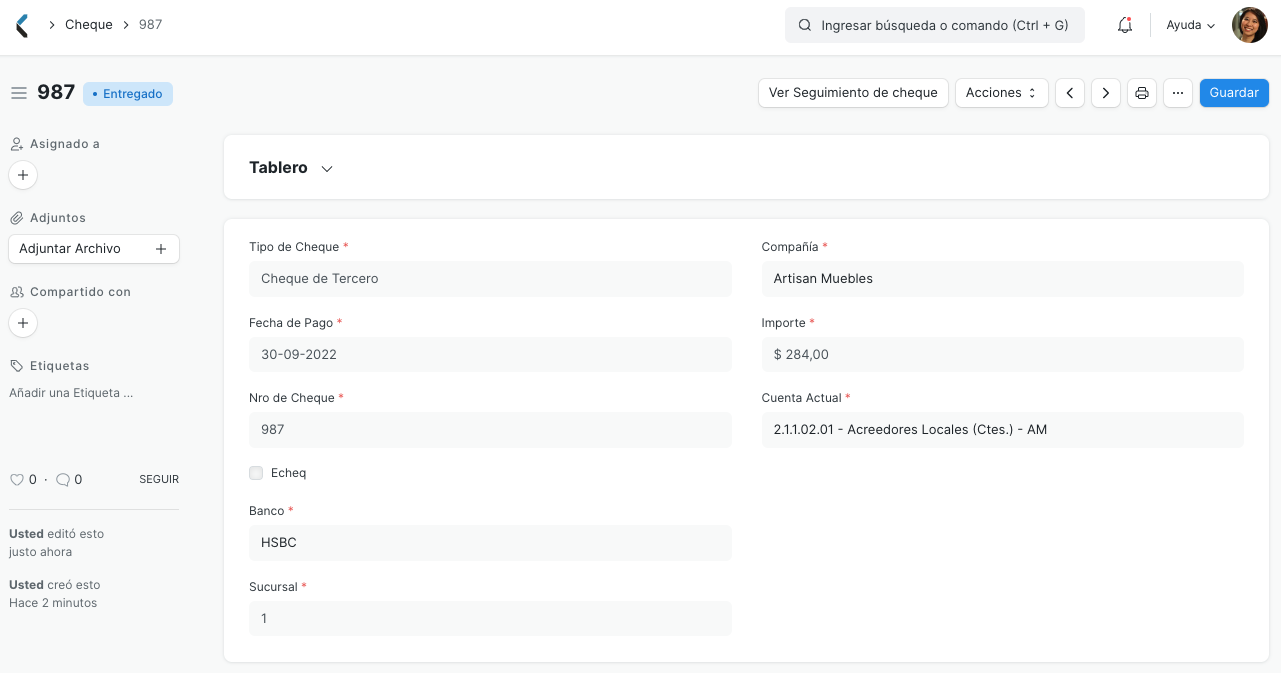 Cheque 987
Ingresar búsqueda o comando (Ctrl + G)
Ayuda
987
Entregado
Ver Seguimiento de cheque
Acciones
Guardar
Asignado a
Adjuntos
Adjuntar Archivo
Compartido con
Etiquetas
Añadir una Etiqueta ...
0 · 0 SEGUIR
Usted editó esto
justo ahora
Usted creó esto
Hace 2 minutos
Tablero
Tipo de Cheque *
Cheque de Tercero
Compañía *
Artisan Muebles
Fecha de Pago *
30-09-2022
Importe *
$ 284,00
Nro de Cheque *
987
Cuenta Actual *
2.1.1.02.01 - Acreedores Locales (Ctes.) - AM
Echeq
Banco *
HSBC
Sucursal *
1